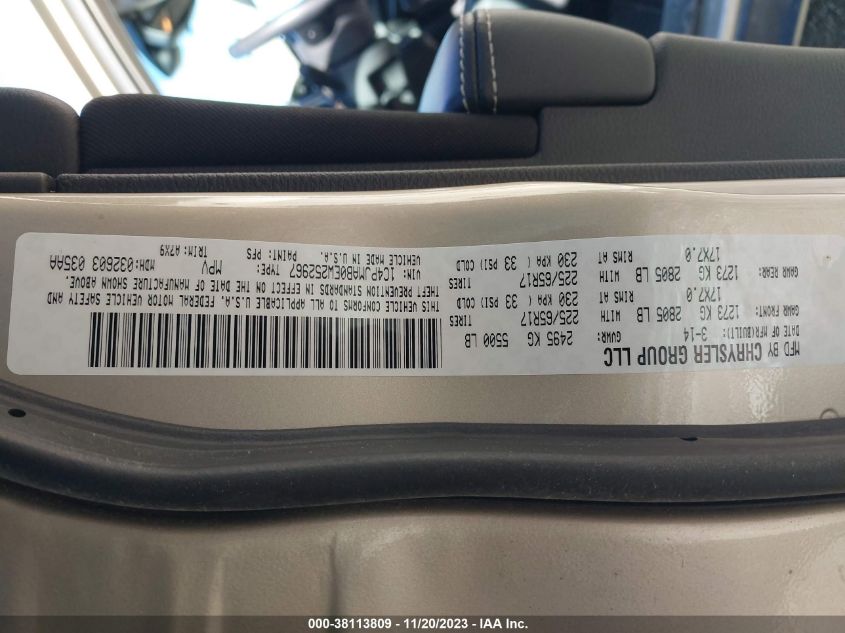 MFD BY CHRYSLER GROUP LLC
DATE OF MFR(BUILT): 3-14 GVWR: 2495 KG 5500 LB
GAWR FRONT: 1273 KG 2805 LB WITH 225/65R17 TIRES
17X7.0 RIMS AT 230 KPA ( 33 PSI) COLD
GAWR REAR: 1273 KG 2805 LB WITH 225/65R17 TIRES
17X7.0 RIMS AT 230 KPA ( 33 PSI) COLD
THIS VEHICLE CONFORMS TO ALL APPLICABLE U.S.A. FEDERAL MOTOR VEHICLE SAFETY AND
THEFT PREVENTION STANDARDS IN EFFECT ON THE DATE OF MANUFACTURE SHOWN ABOVE.
VIN: 1C4PJMAB0EW252967 TYPE: MPV MDH:032603 035AA
VEHICLE MADE IN U.S.A. PAINT: PFS TRIM:A7X9
000-38113809 | 11/20/2023 - IAA Inc.